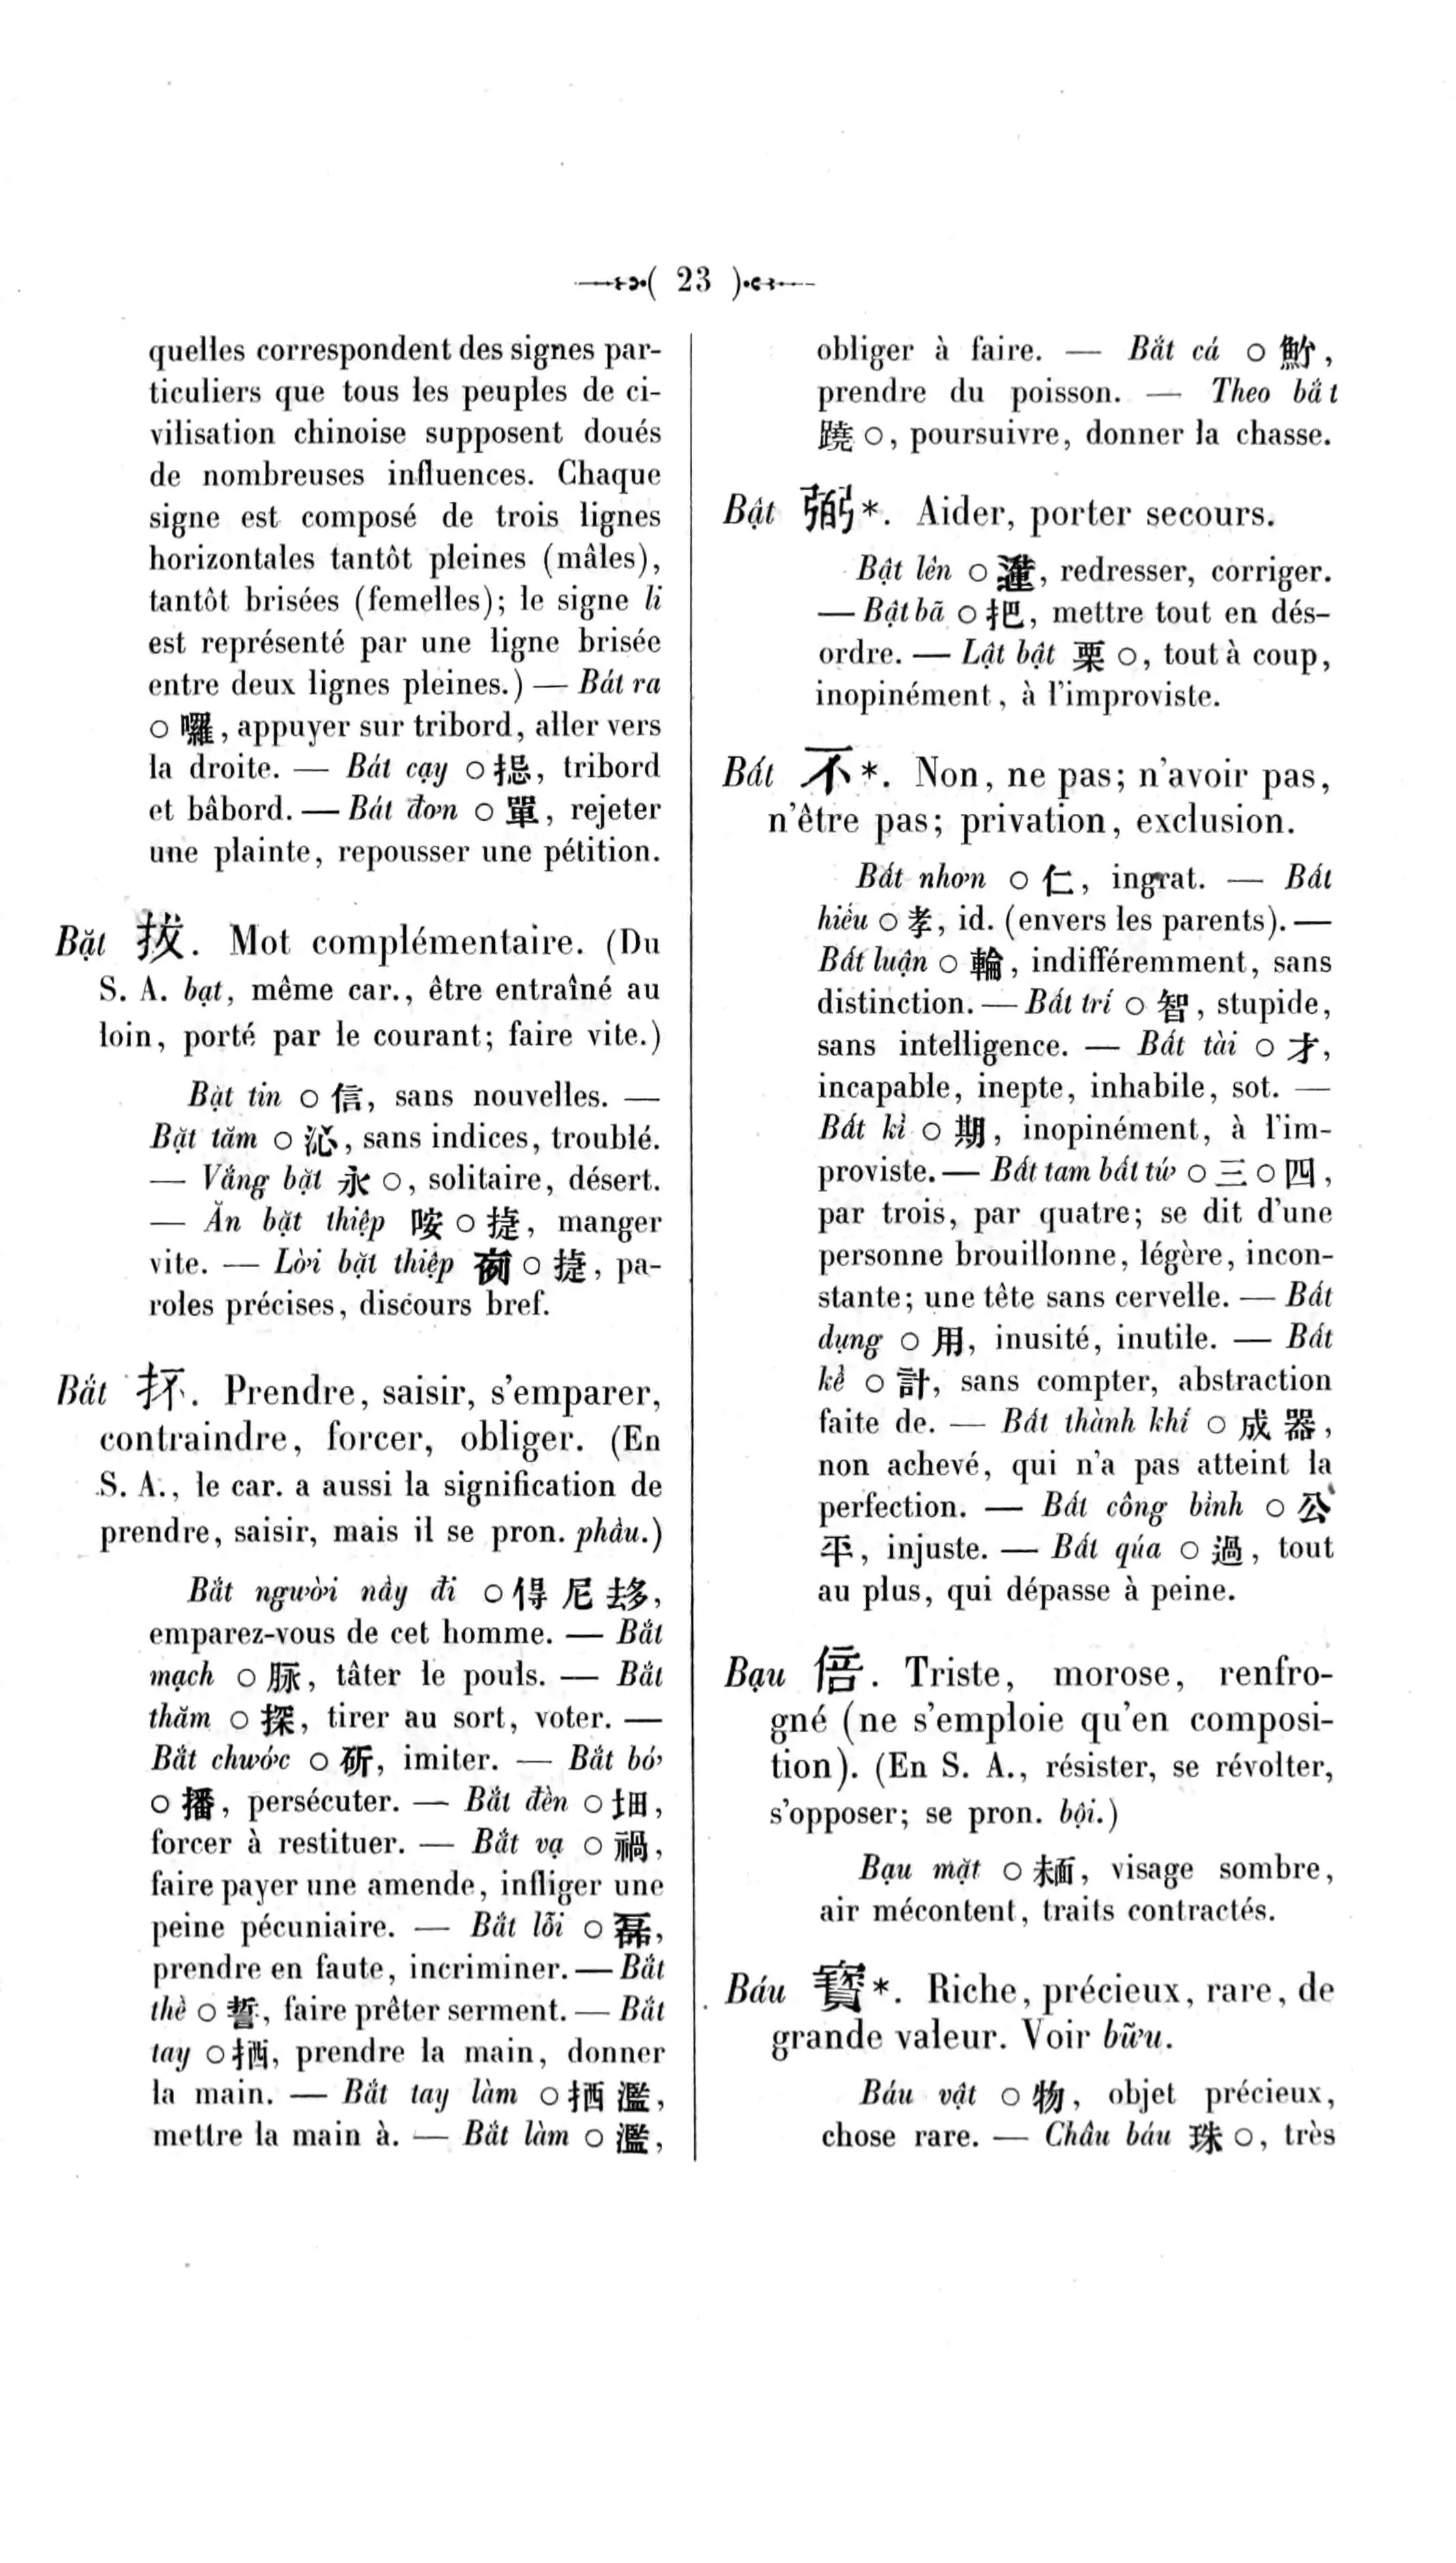 ( 23 )
quelles correspondent des signes par-
ticuliers que tous les peuples de ci-
vilisation chinoise supposent doués
de nombreuses influences. Chaque
signe est composé de trois lignes
horizontales tantôt pleines (mâles),
tantôt brisées (femelles); le signe li
est représenté par une ligne brisée
entre deux lignes pleines.) — Bát ra
○ 囉, appuyer sur tribord, aller vers
la droite. — Bát cạy ○, tribord
et bâbord. — Bát đơn ○ 單, rejeter
une plainte, repousser une pétition.
Bặt 拔. Mot complémentaire. (Du
S. A. bạt, même car., être entraîné au
loin, porté par le courant; faire vite.)
Bặt tin ○ 信, sans nouvelles. —
Bặt tăm ○ 沁, sans indices, troublé.
— Vắng bặt 永 ○, solitaire, désert.
— Ăn bặt thiệp 咹 ○ 捷, manger
vite. — Lời bặt thiệp ○ 捷, pa-
roles précises, discours bref.
Bắt 抔. Prendre, saisir, s'emparer,
contraindre, forcer, obliger. (En
S. A., le car. a aussi la signification de
prendre, saisir, mais il se pron. phầu.)
Bắt người nầy đi ○ 尼,
emparez-vous de cet homme. — Bắt
mạch ○ 脉, tâter le pouls. — Bắt
thăm ○ 探, tirer au sort, voter. —
Bắt chước ○ 斫, imiter. — Bắt bớ
○ 播, persécuter. — Bắt đền ○,
forcer à restituer. — Bắt vạ ○ 禍,
faire payer une amende, infliger une
peine pécuniaire. — Bắt lỗi ○,
prendre en faute, incriminer. — Bắt
thề ○ 誓, faire prêter serment. — Bắt
tay ○, prendre la main, donner
la main. — Bắt tay làm ○ 濫,
mettre la main à. — Bắt làm ○ 濫,
obliger à faire. — Bắt cá ○,
prendre du poisson. — Theo bắt
蹺 ○, poursuivre, donner la chasse.
Bật 弼*. Aider, porter secours.
Bật lên ○, redresser, corriger.
— Bật bã ○ 把, mettre tout en dés-
ordre. — Lật bật 栗 ○, tout à coup,
inopinément, à l'improviste.
Bất 不*. Non, ne pas; n'avoir pas,
n'être pas; privation, exclusion.
Bất nhơn ○ 仁, ingrat. — Bất
hiếu ○ 孝, id. (envers les parents). —
Bất luận ○ 輪, indifféremment, sans
distinction. — Bất trí ○ 智, stupide,
sans intelligence. — Bất tài ○ 才,
incapable, inepte, inhabile, sot. —
Bất kì ○ 期, inopinément, à l'im-
proviste. — Bất tam bất tứ ○ 三 ○ 四,
par trois, par quatre; se dit d'une
personne brouillonne, légère, incon-
stante; une tête sans cervelle. — Bất
dụng ○ 用, inusité, inutile. — Bất
kể ○ 計, sans compter, abstraction
faite de. — Bất thành khí ○ 成 器,
non achevé, qui n'a pas atteint la
perfection. — Bất công bình ○ 公
平, injuste. — Bất qúa ○ 過, tout
au plus, qui dépasse à peine.
Bạu 偣. Triste, morose, renfro-
gné (ne s'emploie qu'en composi-
tion). (En S. A., résister, se révolter,
s'opposer; se pron. bội.)
Bạu mặt ○, visage sombre,
air mécontent, traits contractés.
Báu 寶*. Riche, précieux, rare, de
grande valeur. Voir bữu.
Báu vật ○ 物, objet précieux,
chose rare. — Châu báu 珠 ○, très